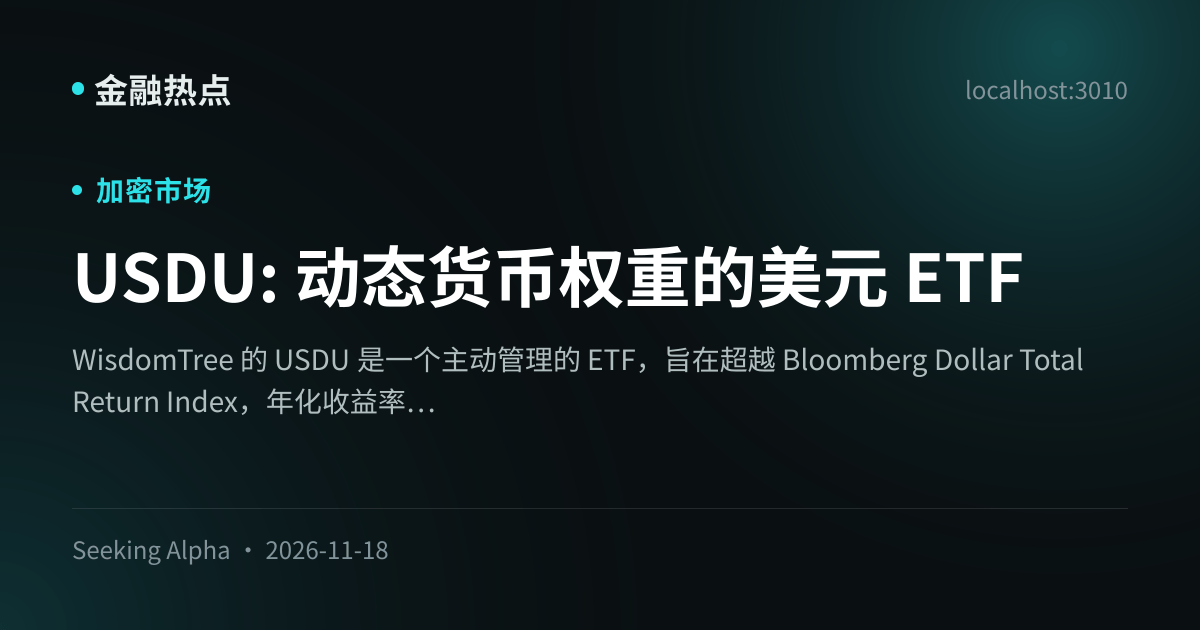 金融热点
localhost:3010
加密市场
USDU: 动态货币权重的美元 ETF
WisdomTree 的 USDU 是一个主动管理的 ETF，旨在超越 Bloomberg Dollar Total
Return Index，年化收益率…
Seeking Alpha · 2026-11-18